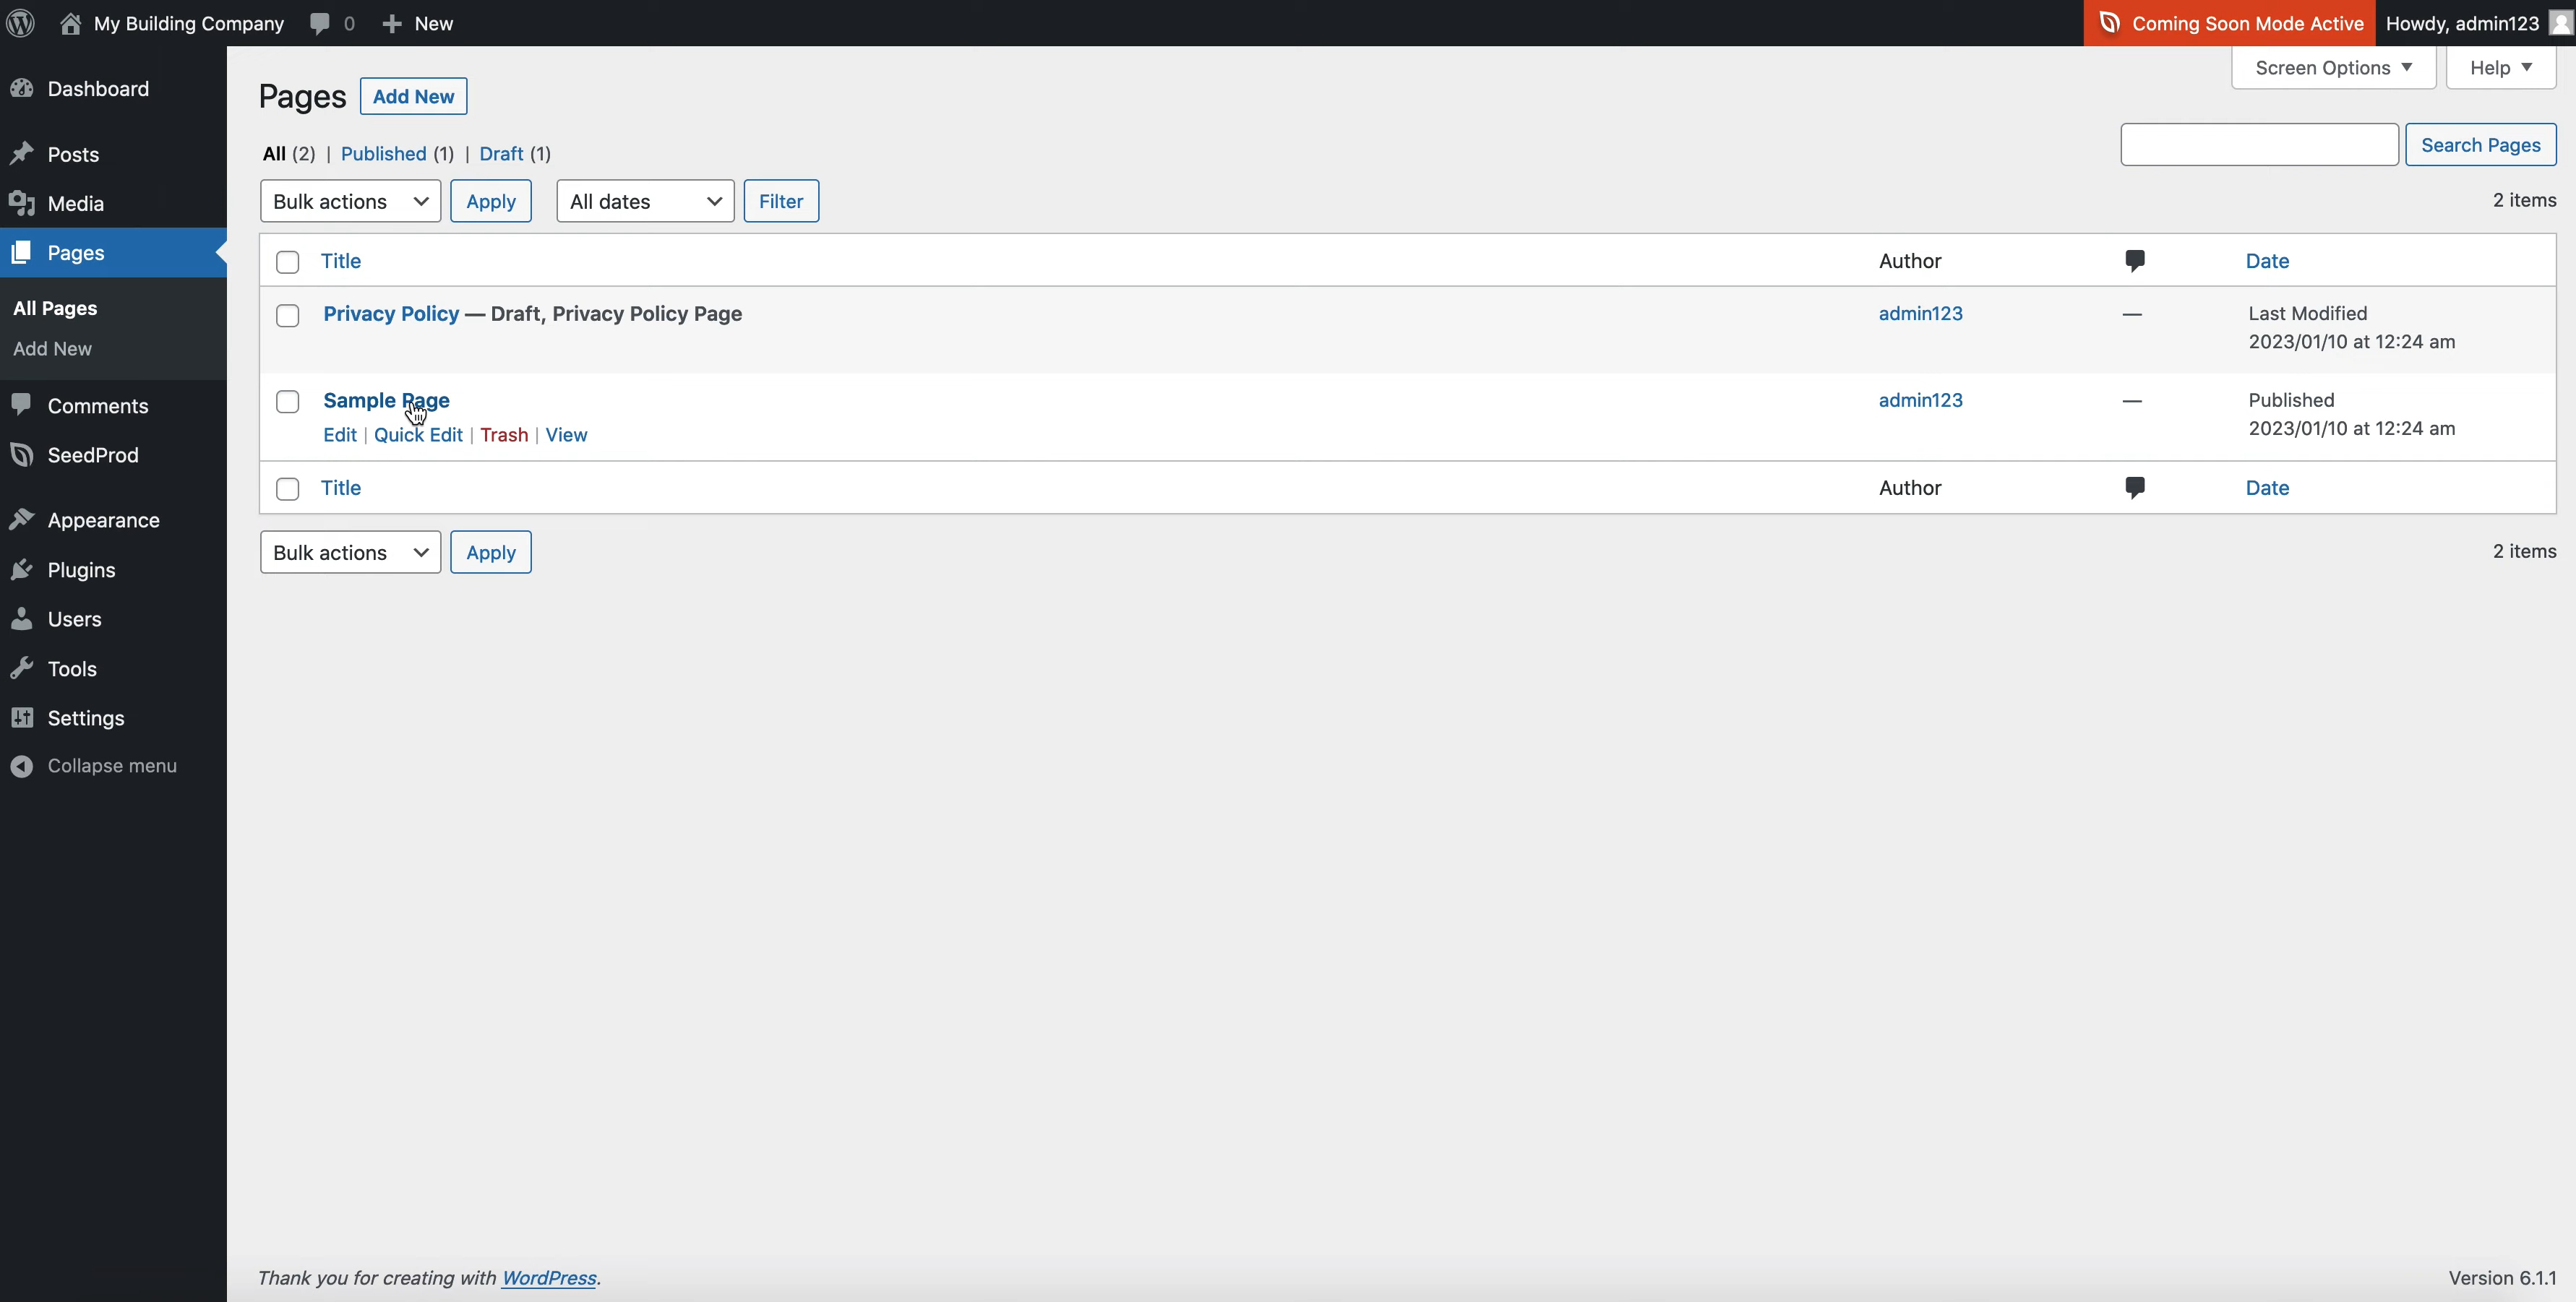 My Building Company 0 New Coming Soon Mode Active Howdy, admin123
Dashboard
Posts
Media
Pages
All Pages
Add New
Comments
SeedProd
Appearance
Plugins
Users
Tools
Settings
Collapse menu
Screen Options Help
Pages Add New
All (2) | Published (1) | Draft (1) Search Pages
Bulk actions Apply All dates Filter 2 items
Title Author Date
Privacy Policy — Draft, Privacy Policy Page admin123 — Last Modified
2023/01/10 at 12:24 am
Sample Page admin123 — Published
Edit | Quick Edit | Trash | View 2023/01/10 at 12:24 am
Title Author Date
Bulk actions Apply 2 items
Thank you for creating with WordPress. Version 6.1.1